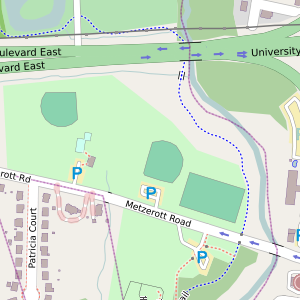 ulevard East
University
vard East
P
rott Rd
P
Metzerott Road
Patricia Court
P